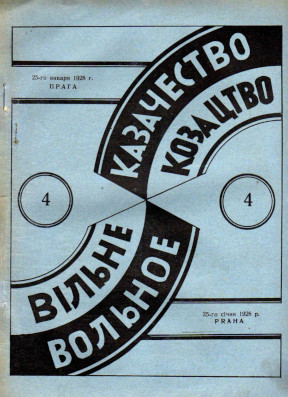 25-го января 1928 г.
ПРАГА
КАЗАЧЕСТВО
КОЗАЦТВО
4
4
ВІЛЬНЕ
ВОЛЬНОЕ
25-го січня 1928 р.
PRAHA